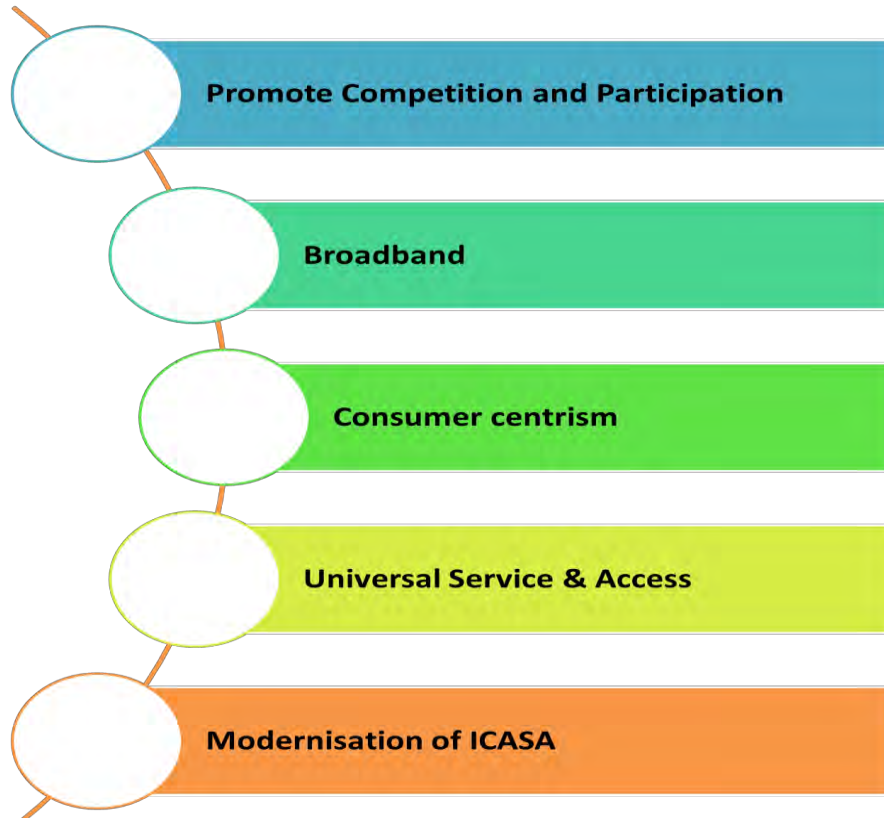 Promote Competition and Participation
Broadband
Consumer centrism
Universal Service & Access
Modernisation of ICASA